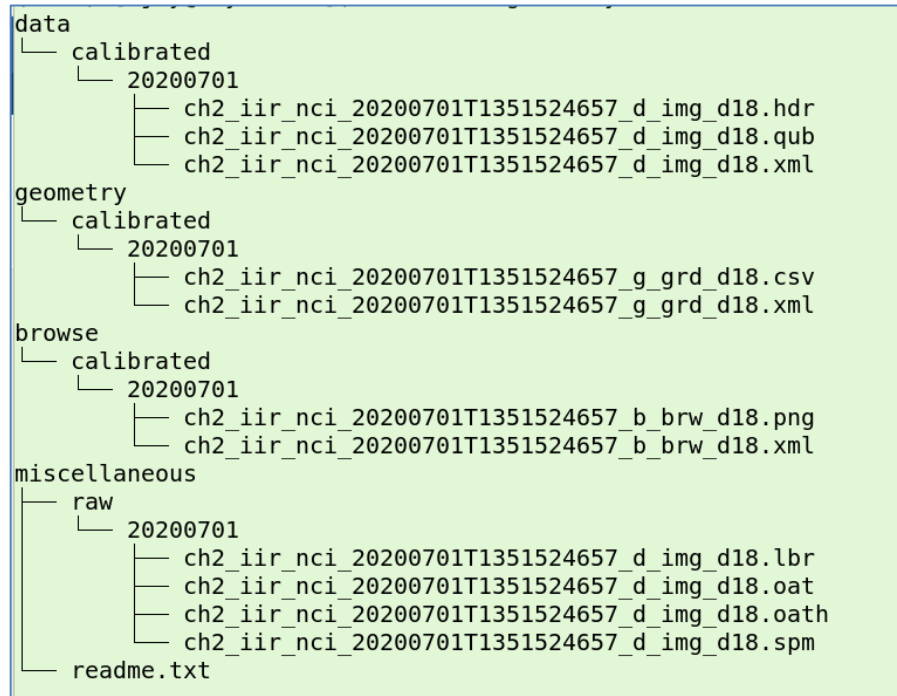 data
└── calibrated
    └── 20200701
        ├── ch2_iir_nci_20200701T1351524657_d_img_d18.hdr
        ├── ch2_iir_nci_20200701T1351524657_d_img_d18.qub
        └── ch2_iir_nci_20200701T1351524657_d_img_d18.xml
geometry
└── calibrated
    └── 20200701
        ├── ch2_iir_nci_20200701T1351524657_g_grd_d18.csv
        └── ch2_iir_nci_20200701T1351524657_g_grd_d18.xml
browse
└── calibrated
    └── 20200701
        ├── ch2_iir_nci_20200701T1351524657_b_brw_d18.png
        └── ch2_iir_nci_20200701T1351524657_b_brw_d18.xml
miscellaneous
├── raw
│   └── 20200701
│       ├── ch2_iir_nci_20200701T1351524657_d_img_d18.lbr
│       ├── ch2_iir_nci_20200701T1351524657_d_img_d18.oat
│       ├── ch2_iir_nci_20200701T1351524657_d_img_d18.oath
│       └── ch2_iir_nci_20200701T1351524657_d_img_d18.spm
└── readme.txt